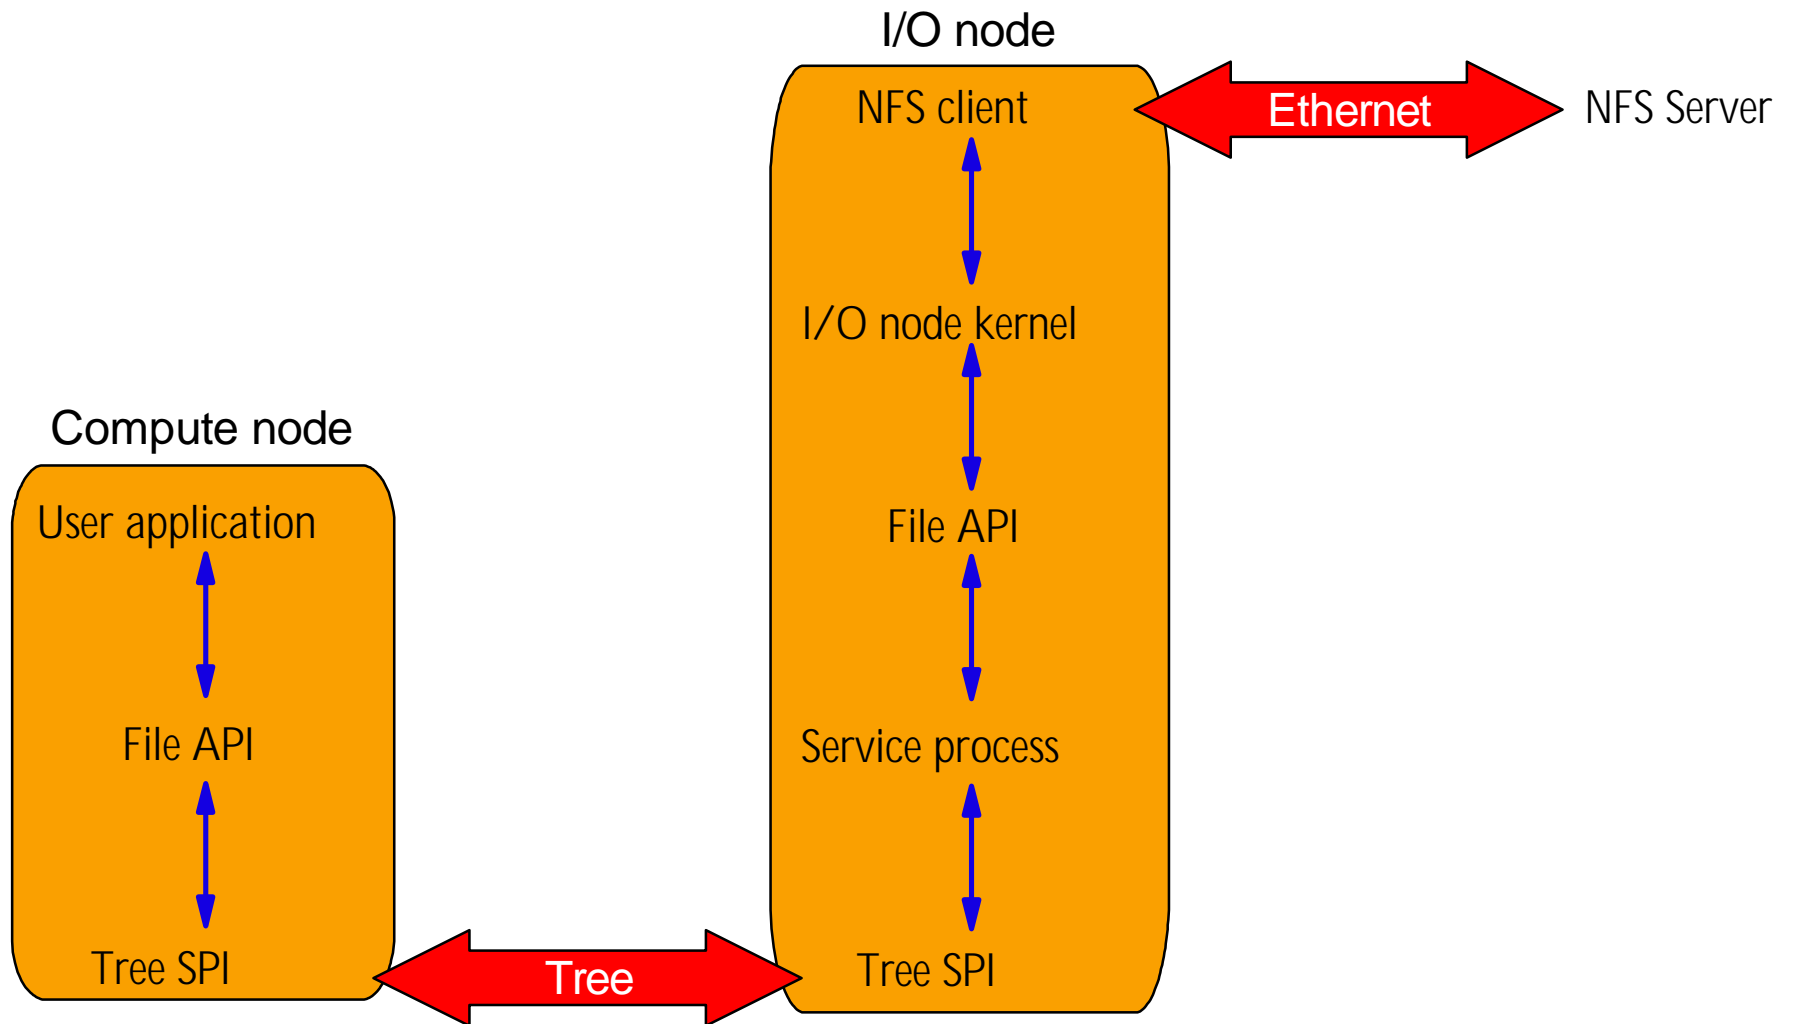 I/O node
NFS client
Ethernet
NFS Server
I/O node kernel
Compute node
User application
File API
File API
Service process
Tree SPI
Tree
Tree SPI